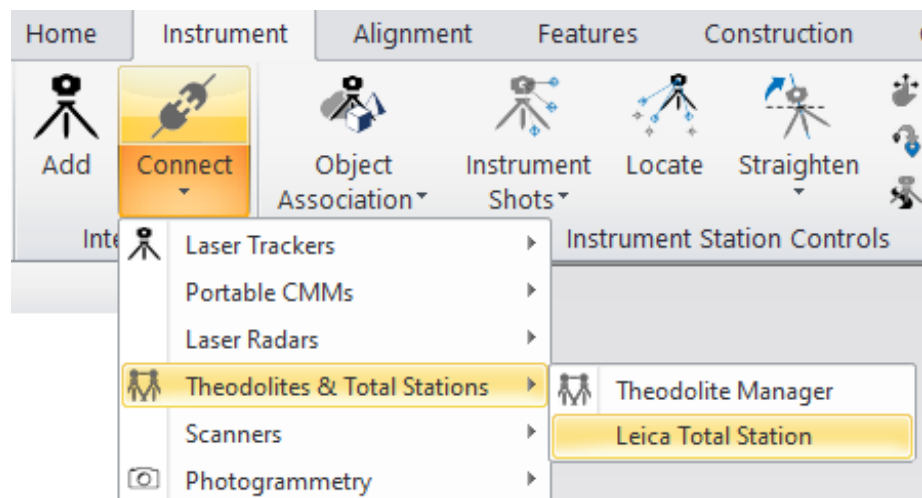 Home Instrument Alignment Features Construction
Add Connect Object Instrument Locate Straighten
Association Shots
Instrument Station Controls
Laser Trackers
Portable CMMs
Laser Radars
Theodolites & Total Stations Theodolite Manager
Scanners Leica Total Station
Photogrammetry